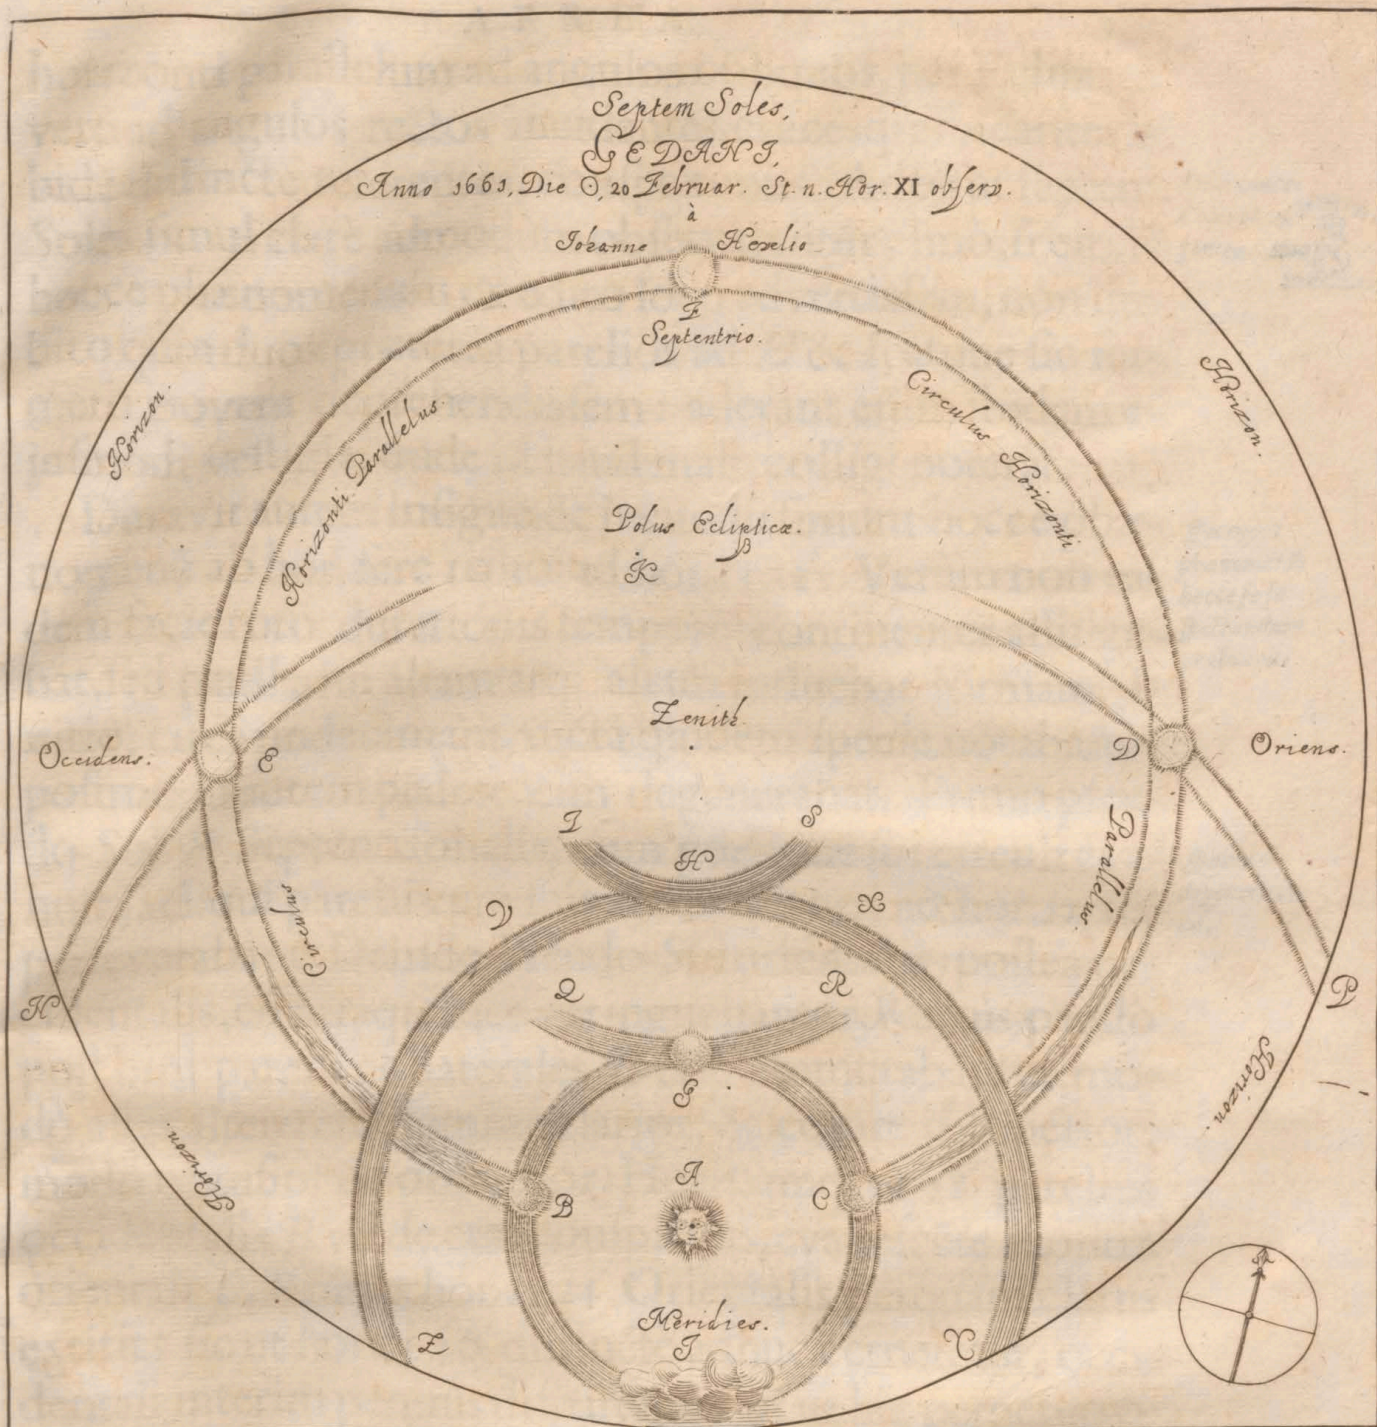 Septem Soles,
GEDANI,
Anno 1661, Die ☉, 20 Februar. St. n. Hor. XI observ.
à
Johanne Hevelio
F
Septentrio.
Horizon.
Horizon.
Horizonti Parallelus.
Circulus Horizonti
Polus Eclipticæ.
K
Zenith
Occidens.
E
D
Oriens.
T
S
H
V
X
Circulus
Parallelus.
N
Q
R
P
G
Horizon.
Horizon.
A
B
C
Meridies.
I
Z
Y